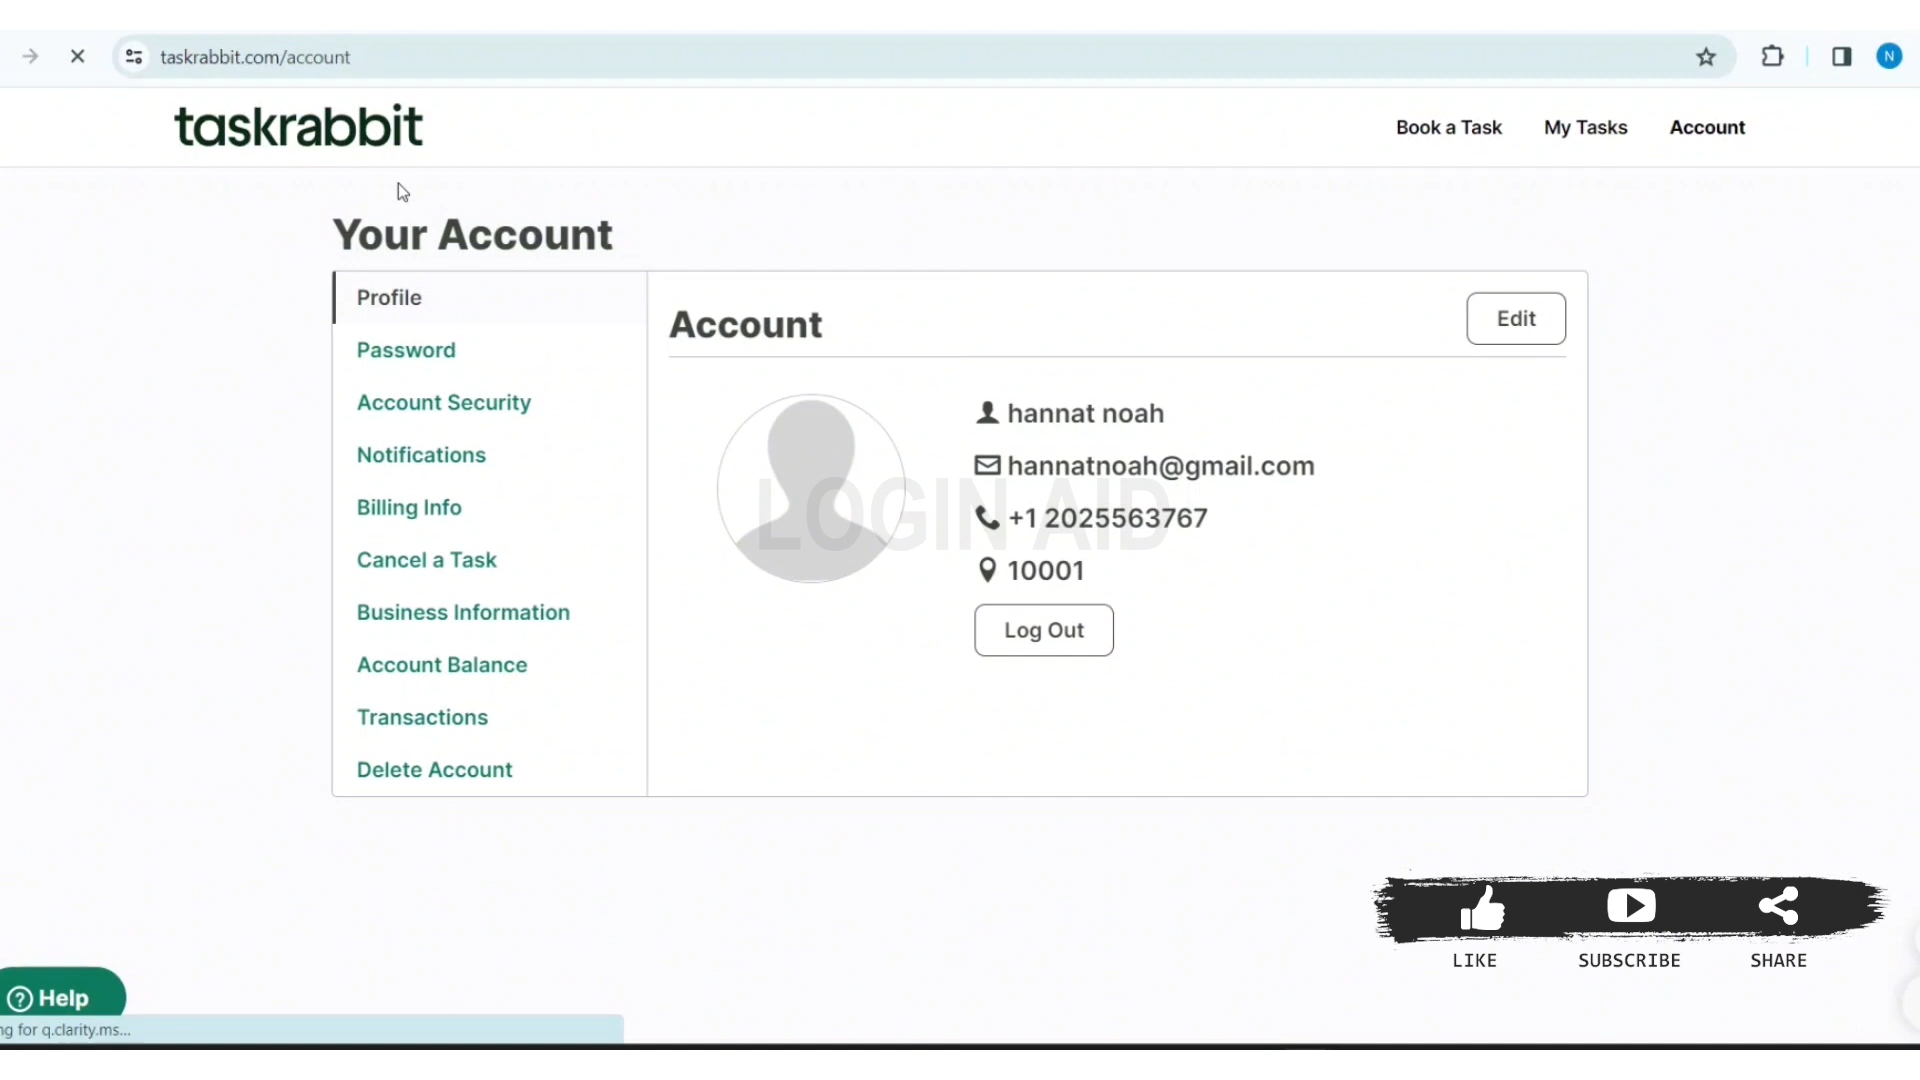 taskrabbit.com/account
N
taskrabbit
Book a Task
My Tasks
Account
Your Account
Profile
Password
Account Security
Notifications
Billing Info
Cancel a Task
Business Information
Account Balance
Transactions
Delete Account
Account
Edit
hannat noah
hannatnoah@gmail.com
+1 2025563767
10001
Log Out
LOGIN AID
LIKE
SUBSCRIBE
SHARE
? Help
ng for q.clarity.ms...